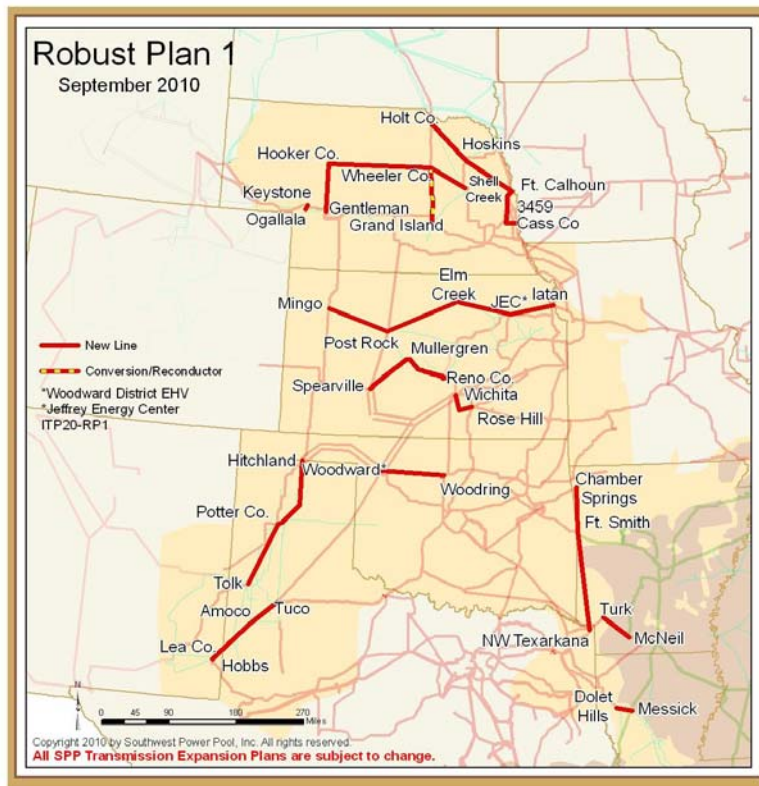 Robust Plan 1
September 2010
Holt Co.
Hoskins
Hooker Co.
Wheeler Co
Shell
Creek
Ft. Calhoun
Keystone
3459
Ogallala
Gentleman
Grand Island
Cass Co
Elm
Creek
JEC*
Iatan
Mingo
Post Rock
New Line
Mullergren
Conversion/Reconductor
Spearville
Reno Co.
*Woodward District EHV
Wichita
*Jeffrey Energy Center
ITP20-RP1
Rose Hill
Hitchland
Woodward*
Woodring
Chamber
Springs
Potter Co.
Ft. Smith
Tolk
Amoco
Tuco
Turk
Lea Co.
NW Texarkana
McNeil
Hobbs
N
Dolet
Hills
Messick
0 45 90 180 270
Miles
Copyright 2010 by Southwest Power Pool, Inc. All rights reserved.
All SPP Transmission Expansion Plans are subject to change.